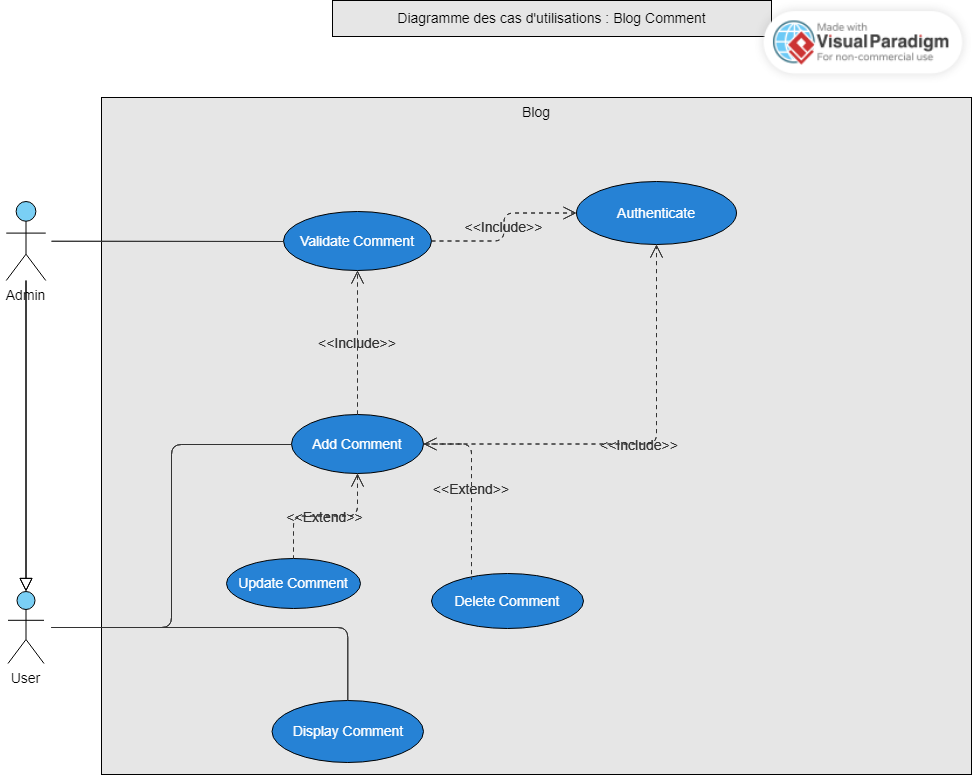 Diagramme des cas d'utilisations : Blog Comment
Made with
Visual Paradigm
For non-commercial use
Blog
Authenticate
<<Include>>
Validate Comment
Admin
<<Include>>
Add Comment
<<Include>>
<<Extend>>
<<Extend>>
Update Comment
Delete Comment
User
Display Comment